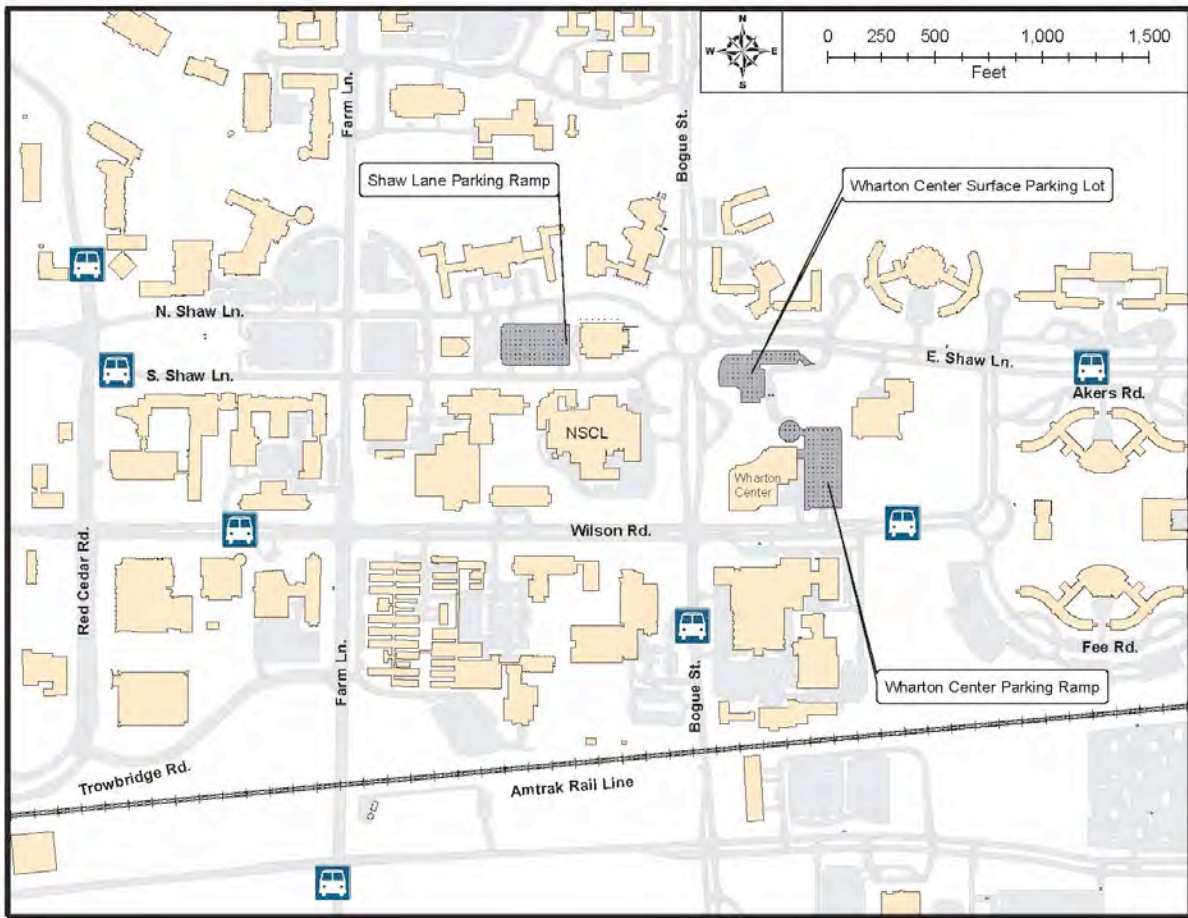 N
W E
S
0 250 500 1,000 1,500
Feet
Farm Ln.
Bogue St.
Shaw Lane Parking Ramp
Wharton Center Surface Parking Lot
N. Shaw Ln.
E. Shaw Ln.
S. Shaw Ln.
Akers Rd.
NSCL
Wharton
Center
Wilson Rd.
Red Cedar Rd.
Farm Ln.
Bogue St.
Fee Rd.
Wharton Center Parking Ramp
Trowbridge Rd.
Amtrak Rail Line